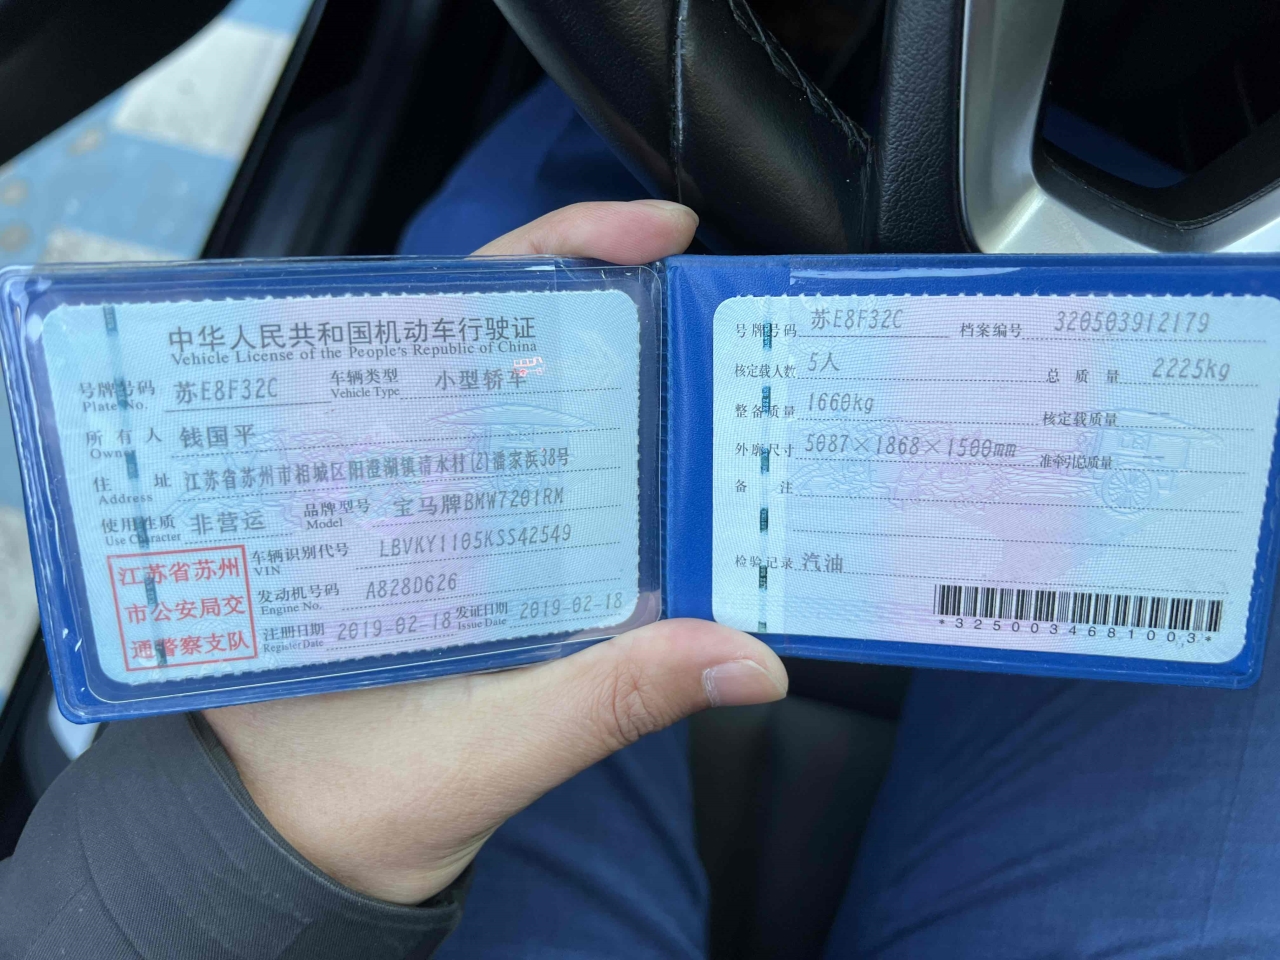 中华人民共和国机动车行驶证
Vehicle License of the People's Republic of China
号牌号码 苏E8F32C 车辆类型 小型轿车
Plate No. Vehicle Type
所有人 钱国平
Owner
住址 江苏省苏州市相城区阳澄湖镇清水村(2)潘家浜38号
Address
使用性质 非营运 品牌型号 宝马牌BMW7201RM
Use Character Model
江苏省苏州
市公安局交
通警察支队
车辆识别代号 LBVKY1105KSS42549
VIN
发动机号码 A828D626
Engine No.
注册日期 2019-02-18 发证日期 2019-02-18
Register Date Issue Date
号牌号码 苏E8F32C 档案编号 320503912179
核定载人数 5人 总质量 2225kg
整备质量 1660kg 核定载质量
外廓尺寸 5087×1868×1500mm 准牵引总质量
备注
检验记录 汽油
*3250034681003*